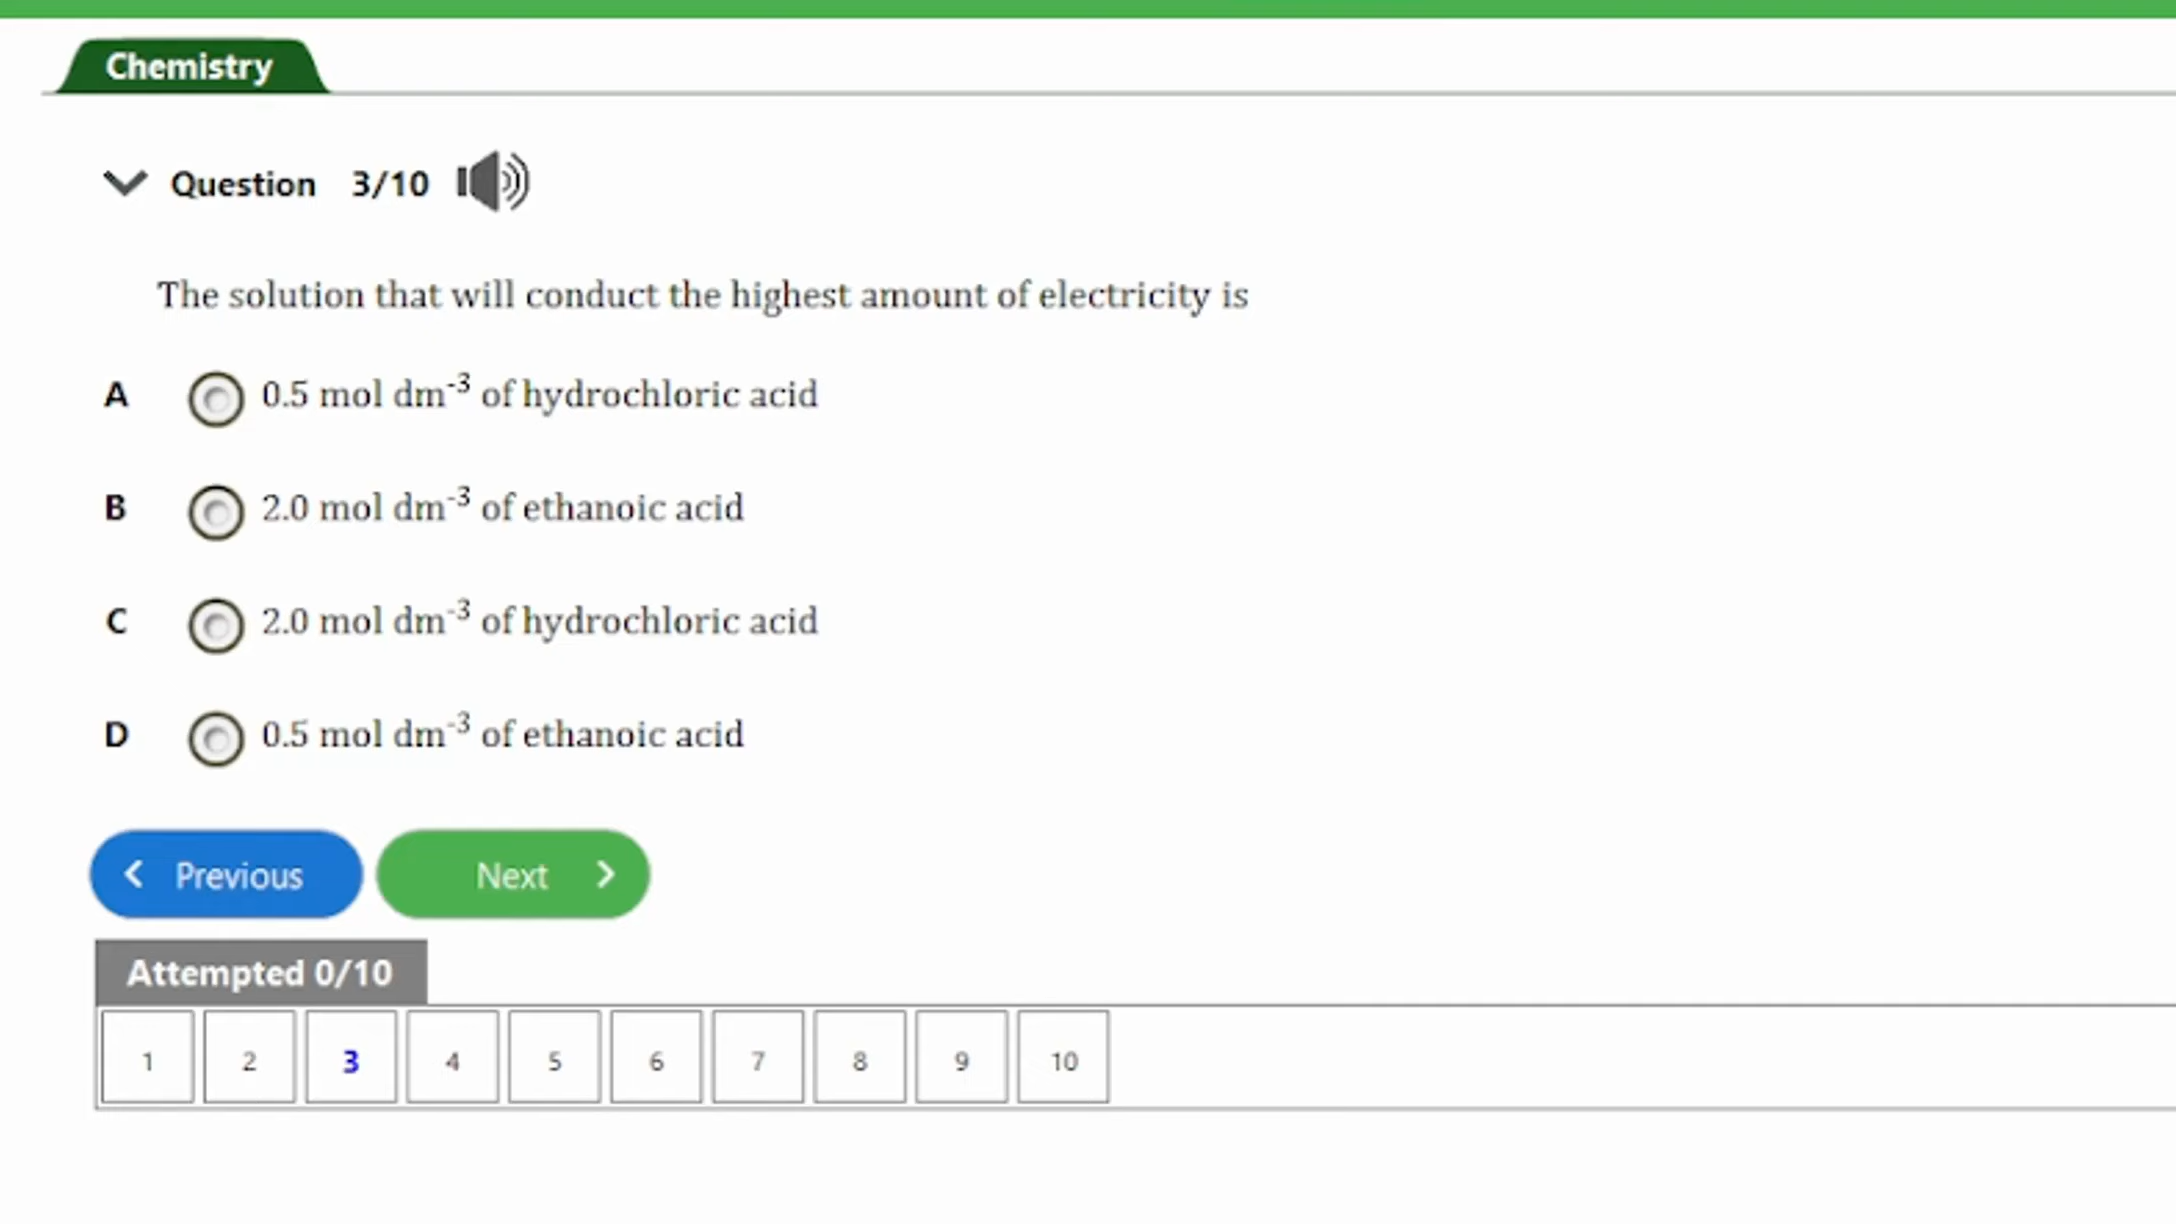 Chemistry
Question 3/10
The solution that will conduct the highest amount of electricity is
A 0.5 mol dm⁻³ of hydrochloric acid
B 2.0 mol dm⁻³ of ethanoic acid
C 2.0 mol dm⁻³ of hydrochloric acid
D 0.5 mol dm⁻³ of ethanoic acid
Previous Next
Attempted 0/10
1 2 3 4 5 6 7 8 9 10